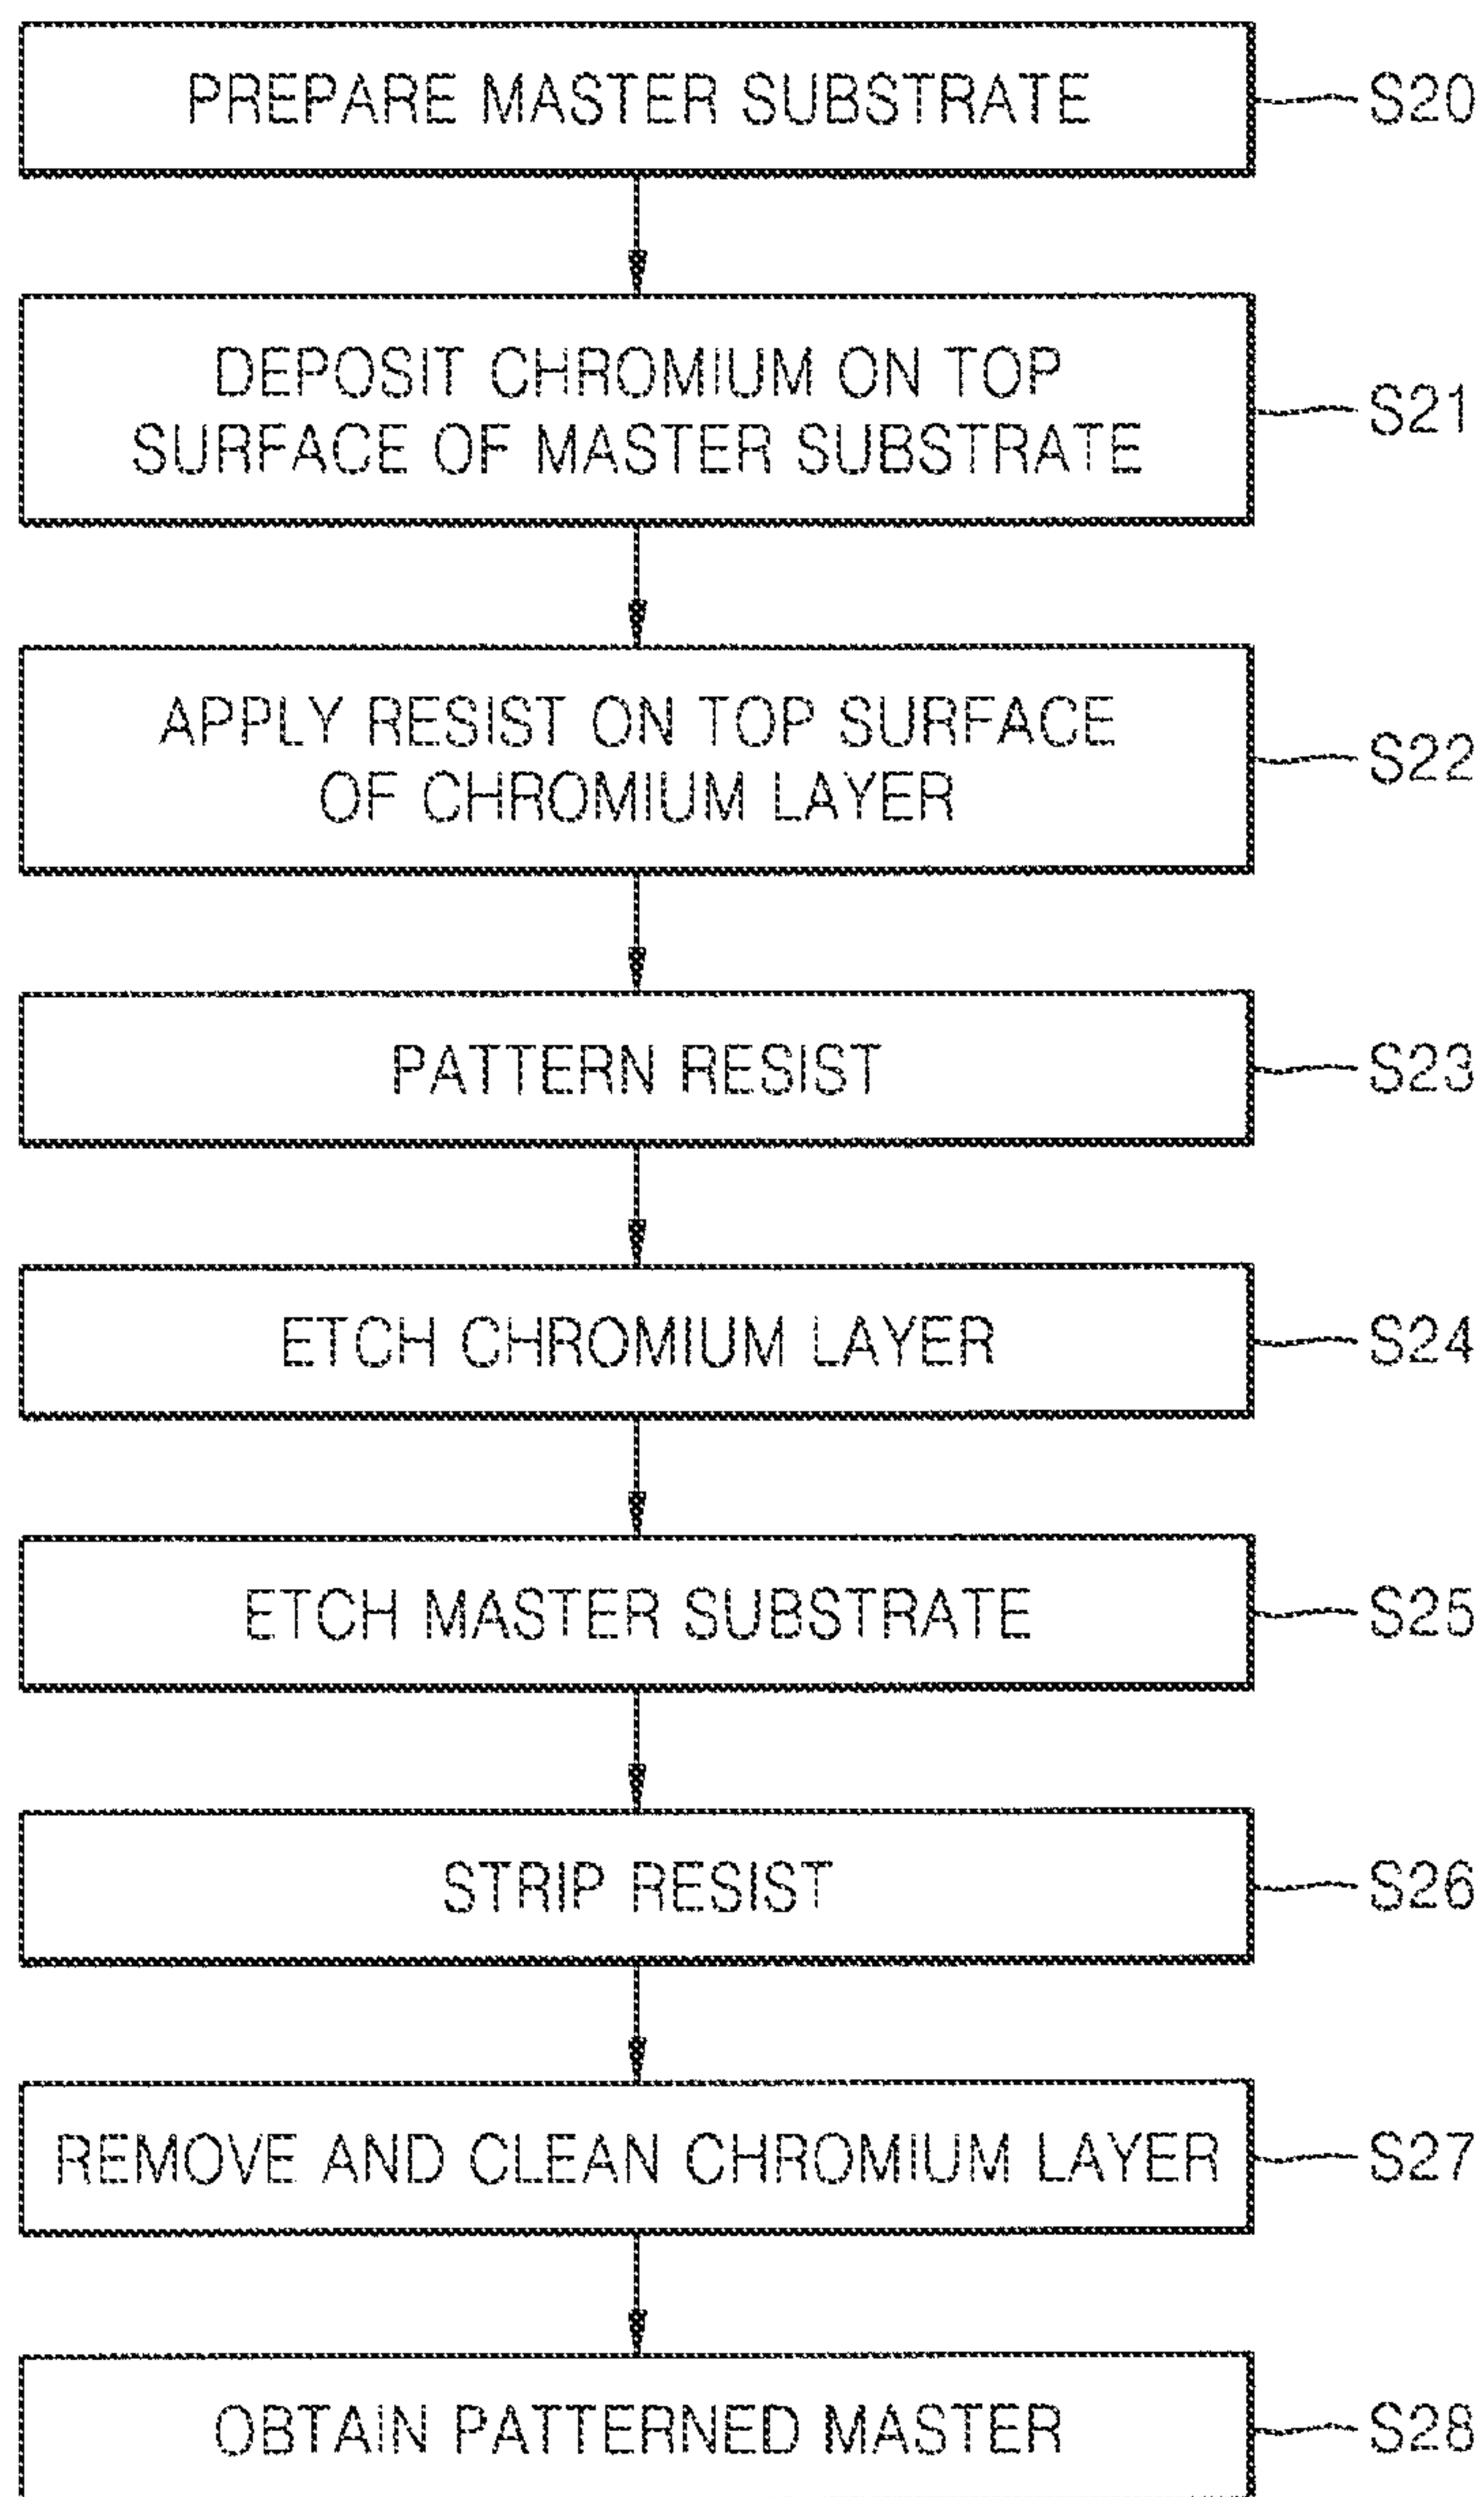 PREPARE MASTER SUBSTRATE
S20
DEPOSIT CHROMIUM ON TOP
SURFACE OF MASTER SUBSTRATE
S21
APPLY RESIST ON TOP SURFACE
OF CHROMIUM LAYER
S22
PATTERN RESIST
S23
ETCH CHROMIUM LAYER
S24
ETCH MASTER SUBSTRATE
S25
STRIP RESIST
S26
REMOVE AND CLEAN CHROMIUM LAYER
S27
OBTAIN PATTERNED MASTER
S28